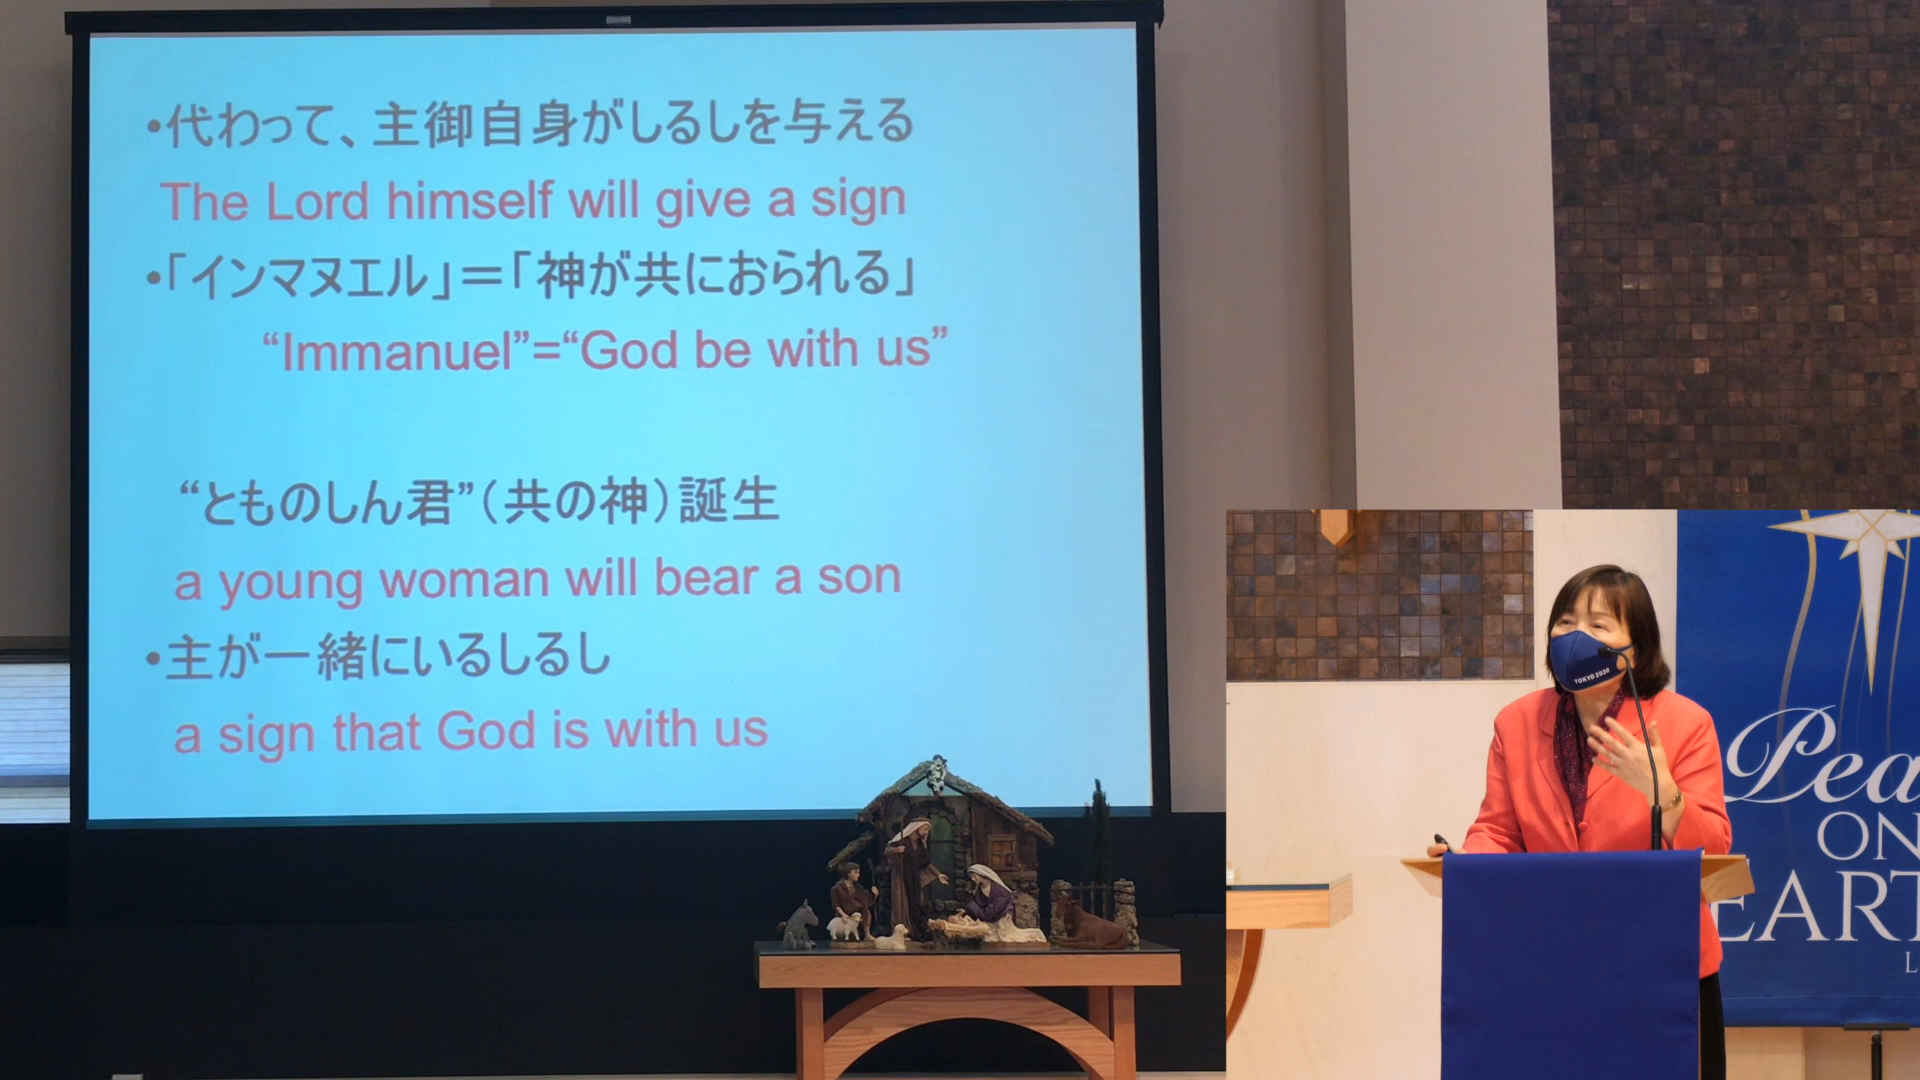 •代わって、主御自身がしるしを与える
The Lord himself will give a sign
•「インマヌエル」＝「神が共におられる」
“Immanuel”=“God be with us”
“とものしん君”（共の神）誕生
a young woman will bear a son
•主が一緒にいるしるし
a sign that God is with us
TOKYO 2020
Pea
ON
EART
L